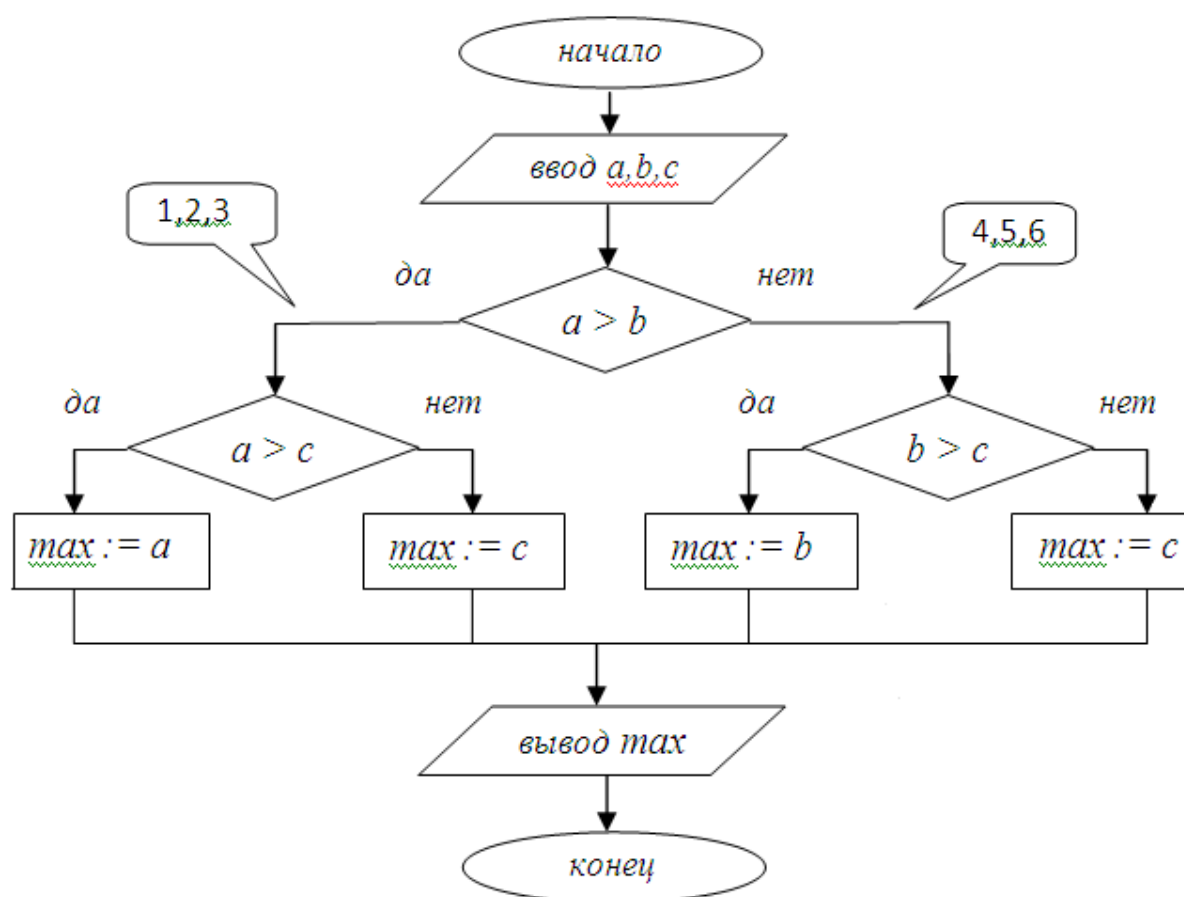 начало
ввод a,b,c
1,2,3
4,5,6
да
нет
a > b
да
нет
да
нет
a > c
b > c
max := a
max := c
max := b
max := c
вывод max
конец